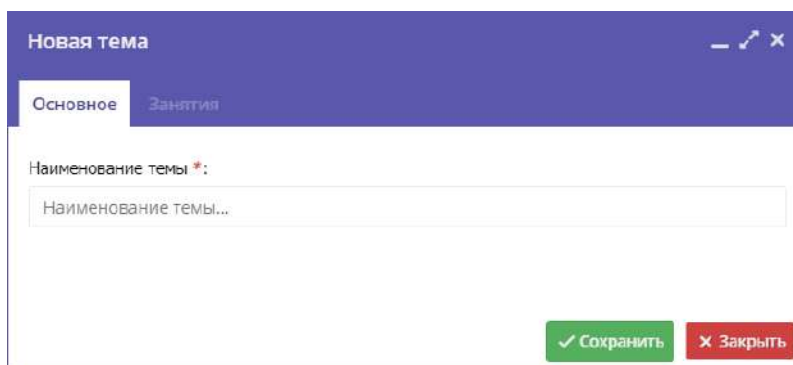 Новая тема
Основное Занятия
Наименование темы *:
Наименование темы...
Сохранить Закрыть